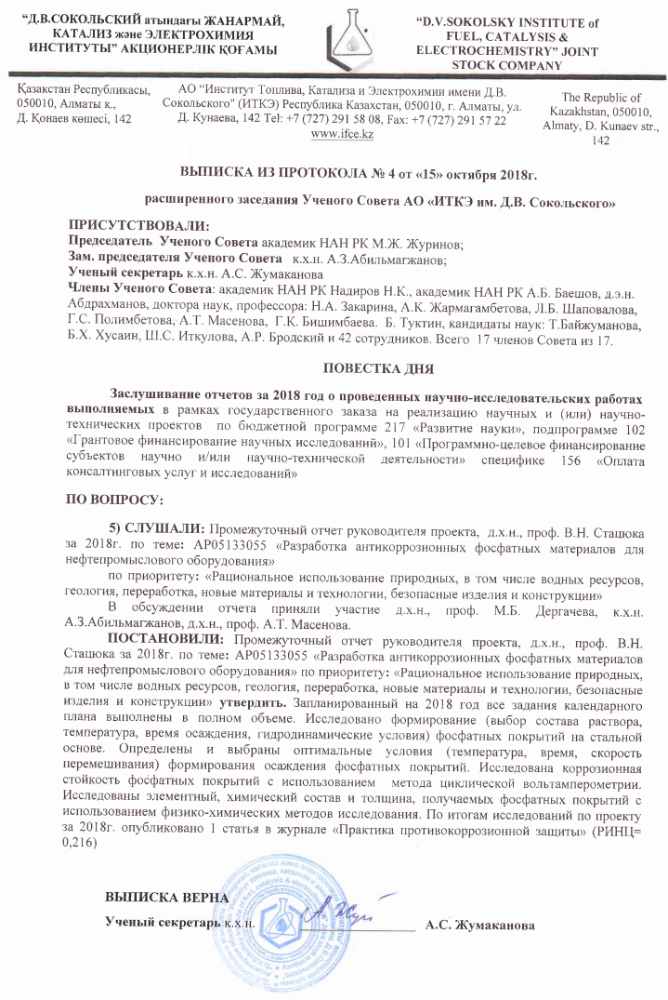 “Д.В.СОКОЛЬСКИЙ атындағы ЖАНАРМАЙ,
КАТАЛИЗ және ЭЛЕКТРОХИМИЯ
ИНСТИТУТЫ” АКЦИОНЕРЛІК ҚОҒАМЫ
“D.V.SOKOLSKY INSTITUTE of
FUEL, CATALYSIS &
ELECTROCHEMISTRY” JOINT
STOCK COMPANY
Қазақстан Республикасы,
050010, Алматы қ.,
Д. Қонаев көшесі, 142
АО “Институт Топлива, Катализа и Электрохимии имени Д.В.
Сокольского" (ИТКЭ) Республика Казахстан, 050010, г. Алматы, ул.
Д. Кунаева, 142 Tel: +7 (727) 291 58 08, Fax: +7 (727) 291 57 22
www.ifce.kz
The Republic of
Kazakhstan, 050010,
Almaty, D. Kunaev str.,
142
ВЫПИСКА ИЗ ПРОТОКОЛА № 4 от «15» октября 2018г.
расширенного заседания Ученого Совета АО «ИТКЭ им. Д.В. Сокольского»
ПРИСУТСТВОВАЛИ:
Председатель Ученого Совета академик НАН РК М.Ж. Журинов;
Зам. председателя Ученого Совета к.х.н. А.З.Абильмагжанов;
Ученый секретарь к.х.н. А.С. Жумаканова
Члены Ученого Совета: академик НАН РК Надиров Н.К., академик НАН РК А.Б. Баешов, д.э.н.
Абдрахманов, доктора наук, профессора: Н.А. Закарина, А.К. Жармагамбетова, Л.Б. Шаповалова,
Г.С. Полимбетова, А.Т. Масенова, Г.К. Бишимбаева. Б. Туктин, кандидаты наук: Т.Байжуманова,
Б.Х. Хусаин, Ш.С. Иткулова, А.Р. Бродский и 42 сотрудников. Всего 17 членов Совета из 17.
ПОВЕСТКА ДНЯ
Заслушивание отчетов за 2018 год о проведенных научно-исследовательских работах
выполняемых в рамках государственного заказа на реализацию научных и (или) научно-
технических проектов по бюджетной программе 217 «Развитие науки», подпрограмме 102
«Грантовое финансирование научных исследований», 101 «Программно-целевое финансирование
субъектов научно и/или научно-технической деятельности» специфике 156 «Оплата
консалтинговых услуг и исследований»
ПО ВОПРОСУ:
5) СЛУШАЛИ: Промежуточный отчет руководителя проекта, д.х.н., проф. В.Н. Стацюка
за 2018г. по теме: АР05133055 «Разработка антикоррозионных фосфатных материалов для
нефтепромыслового оборудования»
по приоритету: «Рациональное использование природных, в том числе водных ресурсов,
геология, переработка, новые материалы и технологии, безопасные изделия и конструкции»
В обсуждении отчета приняли участие д.х.н., проф. М.Б. Дергачева, к.х.н.
А.З.Абильмагжанов, д.х.н., проф. А.Т. Масенова.
ПОСТАНОВИЛИ: Промежуточный отчет руководителя проекта, д.х.н., проф. В.Н.
Стацюка за 2018г. по теме: АР05133055 «Разработка антикоррозионных фосфатных материалов
для нефтепромыслового оборудования» по приоритету: «Рациональное использование природных,
в том числе водных ресурсов, геология, переработка, новые материалы и технологии, безопасные
изделия и конструкции» утвердить. Запланированный на 2018 год все задания календарного
плана выполнены в полном объеме. Исследовано формирование (выбор состава раствора,
температура, время осаждения, гидродинамические условия) фосфатных покрытий на стальной
основе. Определены и выбраны оптимальные условия (температура, время, скорость
перемешивания) формирования осаждения фосфатных покрытий. Исследована коррозионная
стойкость фосфатных покрытий с использованием метода циклической вольтамперометрии.
Исследованы элементный, химический состав и толщина, получаемых фосфатных покрытий с
использованием физико-химических методов исследования. По итогам исследований по проекту
за 2018г. опубликовано 1 статья в журнале «Практика противокоррозионной защиты» (РИНЦ=
0,216)
ВЫПИСКА ВЕРНА
Ученый секретарь к.х.н. А.С. Жумаканова